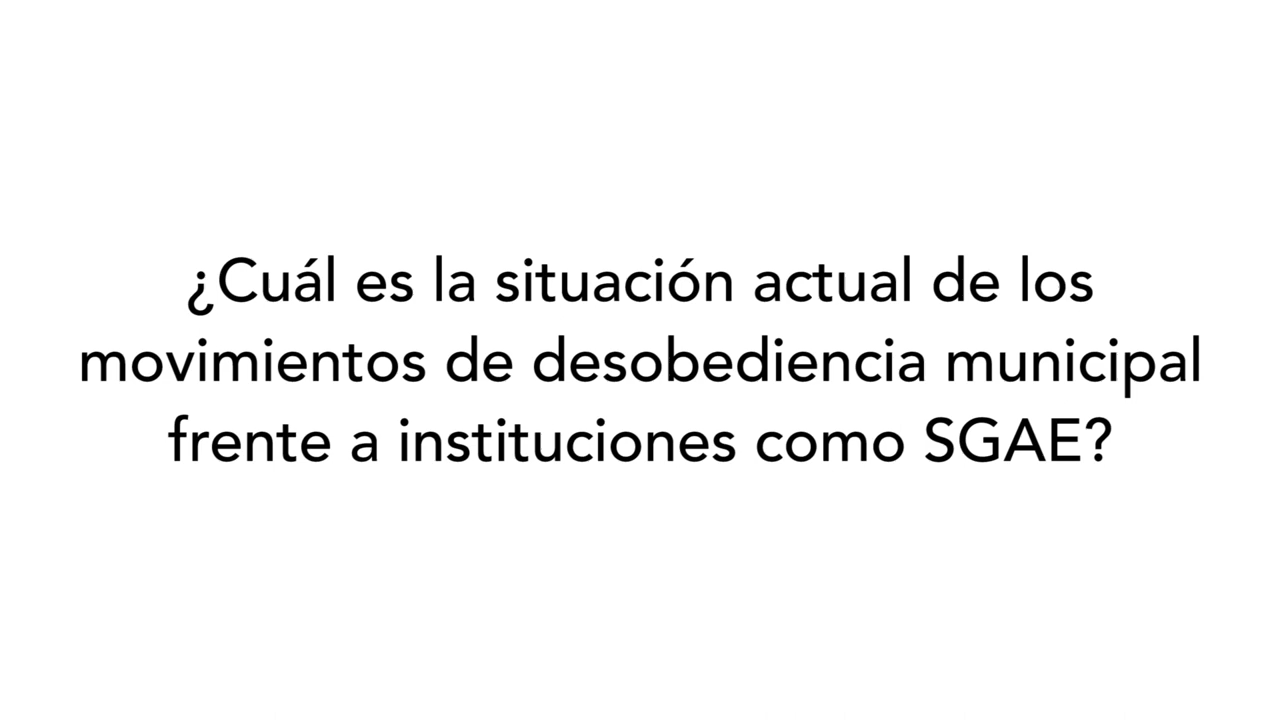 ¿Cuál es la situación actual de los
movimientos de desobediencia municipal
frente a instituciones como SGAE?